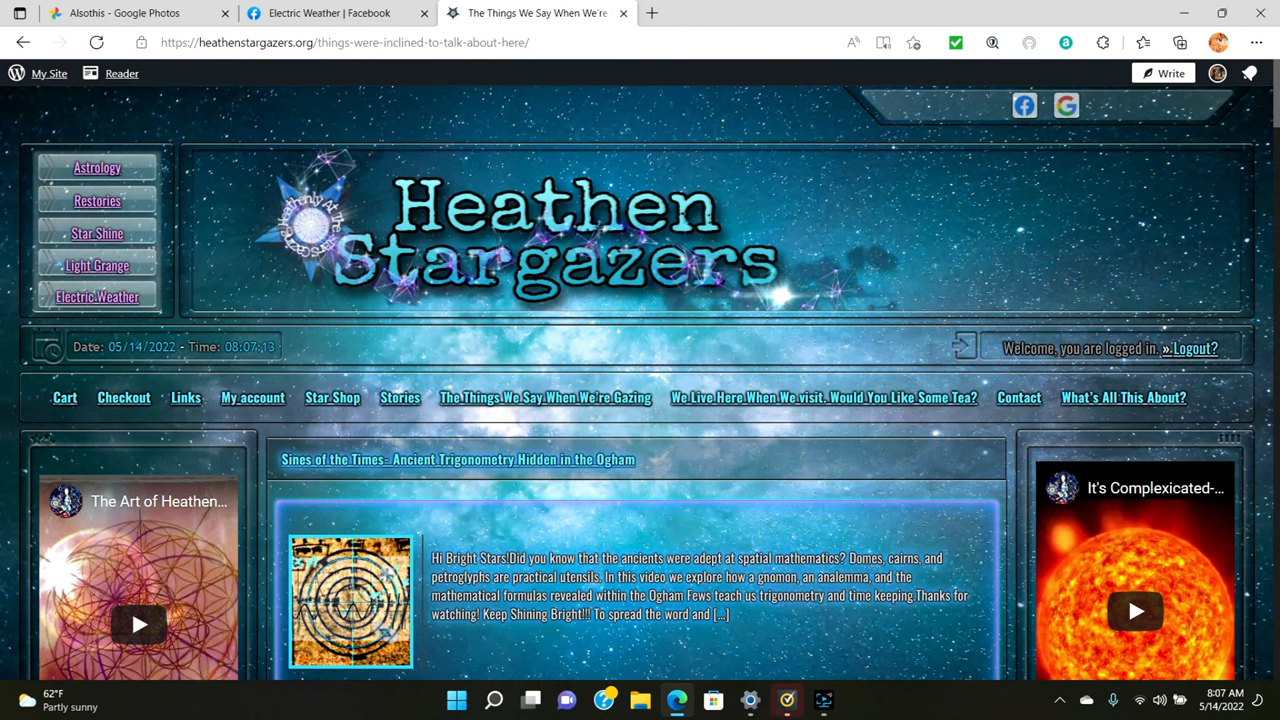 Alsothis - Google Photos
Electric Weather | Facebook
The Things We Say When We're
https://heathenstargazers.org/things-were-inclined-to-talk-about-here/
My Site
Reader
Write
Astrology
Restories
Star Shine
Light Grange
Electric Weather
Heathenly At The Stargazers
Heathen
Stargazers
Date: 05/14/2022 - Time: 08:07:13
Welcome, you are logged in. » Logout?
Cart
Checkout
Links
My account
Star Shop
Stories
The Things We Say When We're Gazing
We Live Here When We visit. Would You Like Some Tea?
Contact
What's All This About?
Sines of the Times- Ancient Trigonometry Hidden in the Ogham
The Art of Heathen...
Hi Bright Stars!Did you know that the ancients were adept at spatial mathematics? Domes, cairns, and
petroglyphs are practical utensils. In this video we explore how a gnomon, an analemma, and the
mathematical formulas revealed within the Ogham Fews teach us trigonometry and time keeping.Thanks for
watching! Keep Shining Bright!!! To spread the word and [...]
It's Complexicated-...
62°F
Partly sunny
8:07 AM
5/14/2022